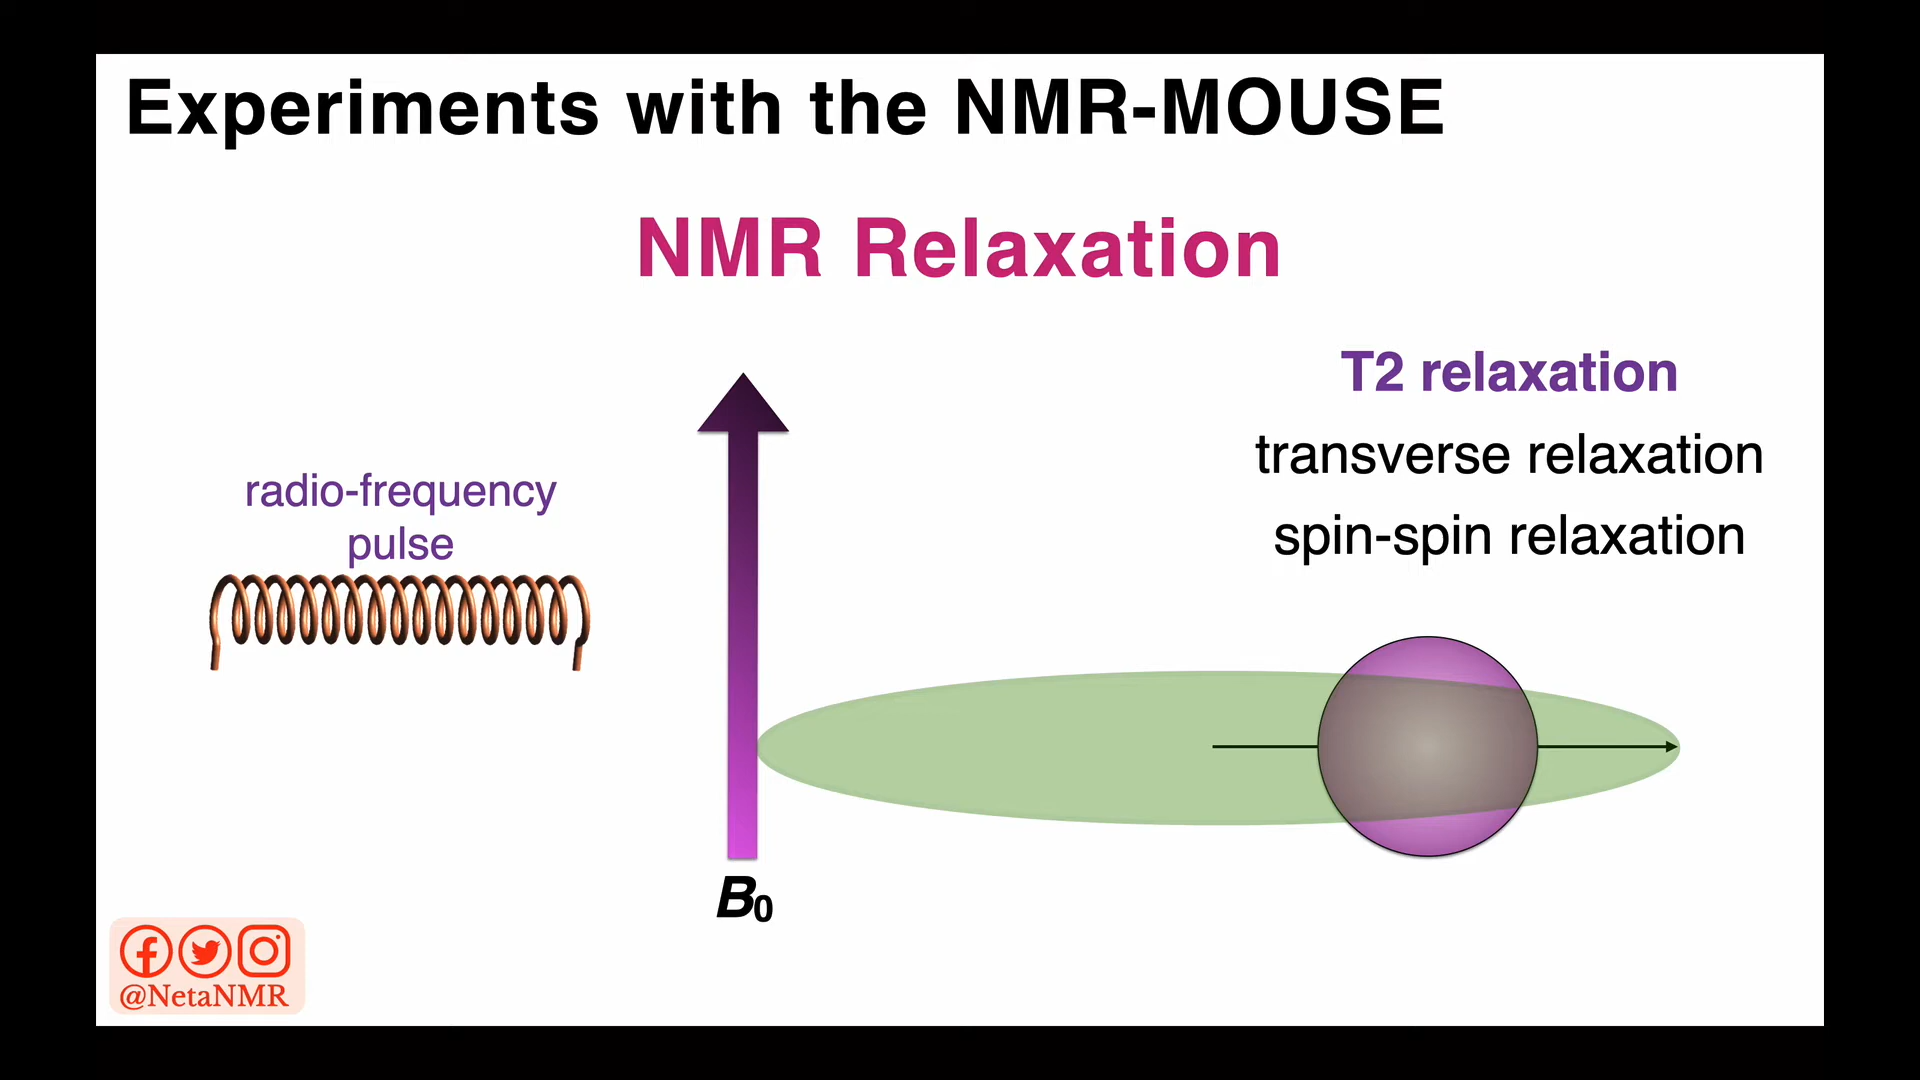 Experiments with the NMR-MOUSE
NMR Relaxation
T2 relaxation
transverse relaxation
spin-spin relaxation
radio-frequency
pulse
B0
@NetaNMR